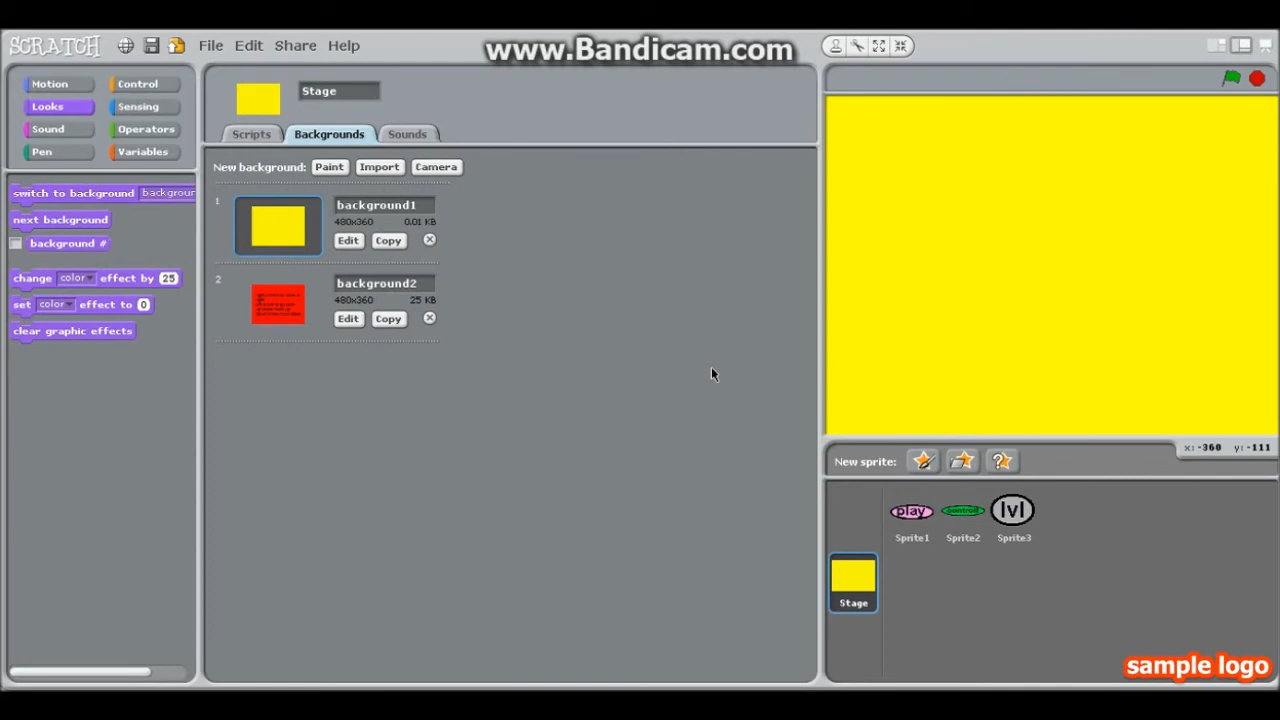 SCRATCH File Edit Share Help
www.Bandicam.com
Motion Control
Looks Sensing
Sound Operators
Pen Variables
switch to background
next background
background #
change color effect by 25
set color effect to 0
clear graphic effects
Stage
Scripts Backgrounds Sounds
New background: Paint Import Camera
1
background1
480x360 0.01 KB
Edit Copy
2
background2
480x360 25 KB
Edit Copy
x:-360 y:-111
New sprite:
play lvl
Sprite1 Sprite2 Sprite3
Stage
sample logo